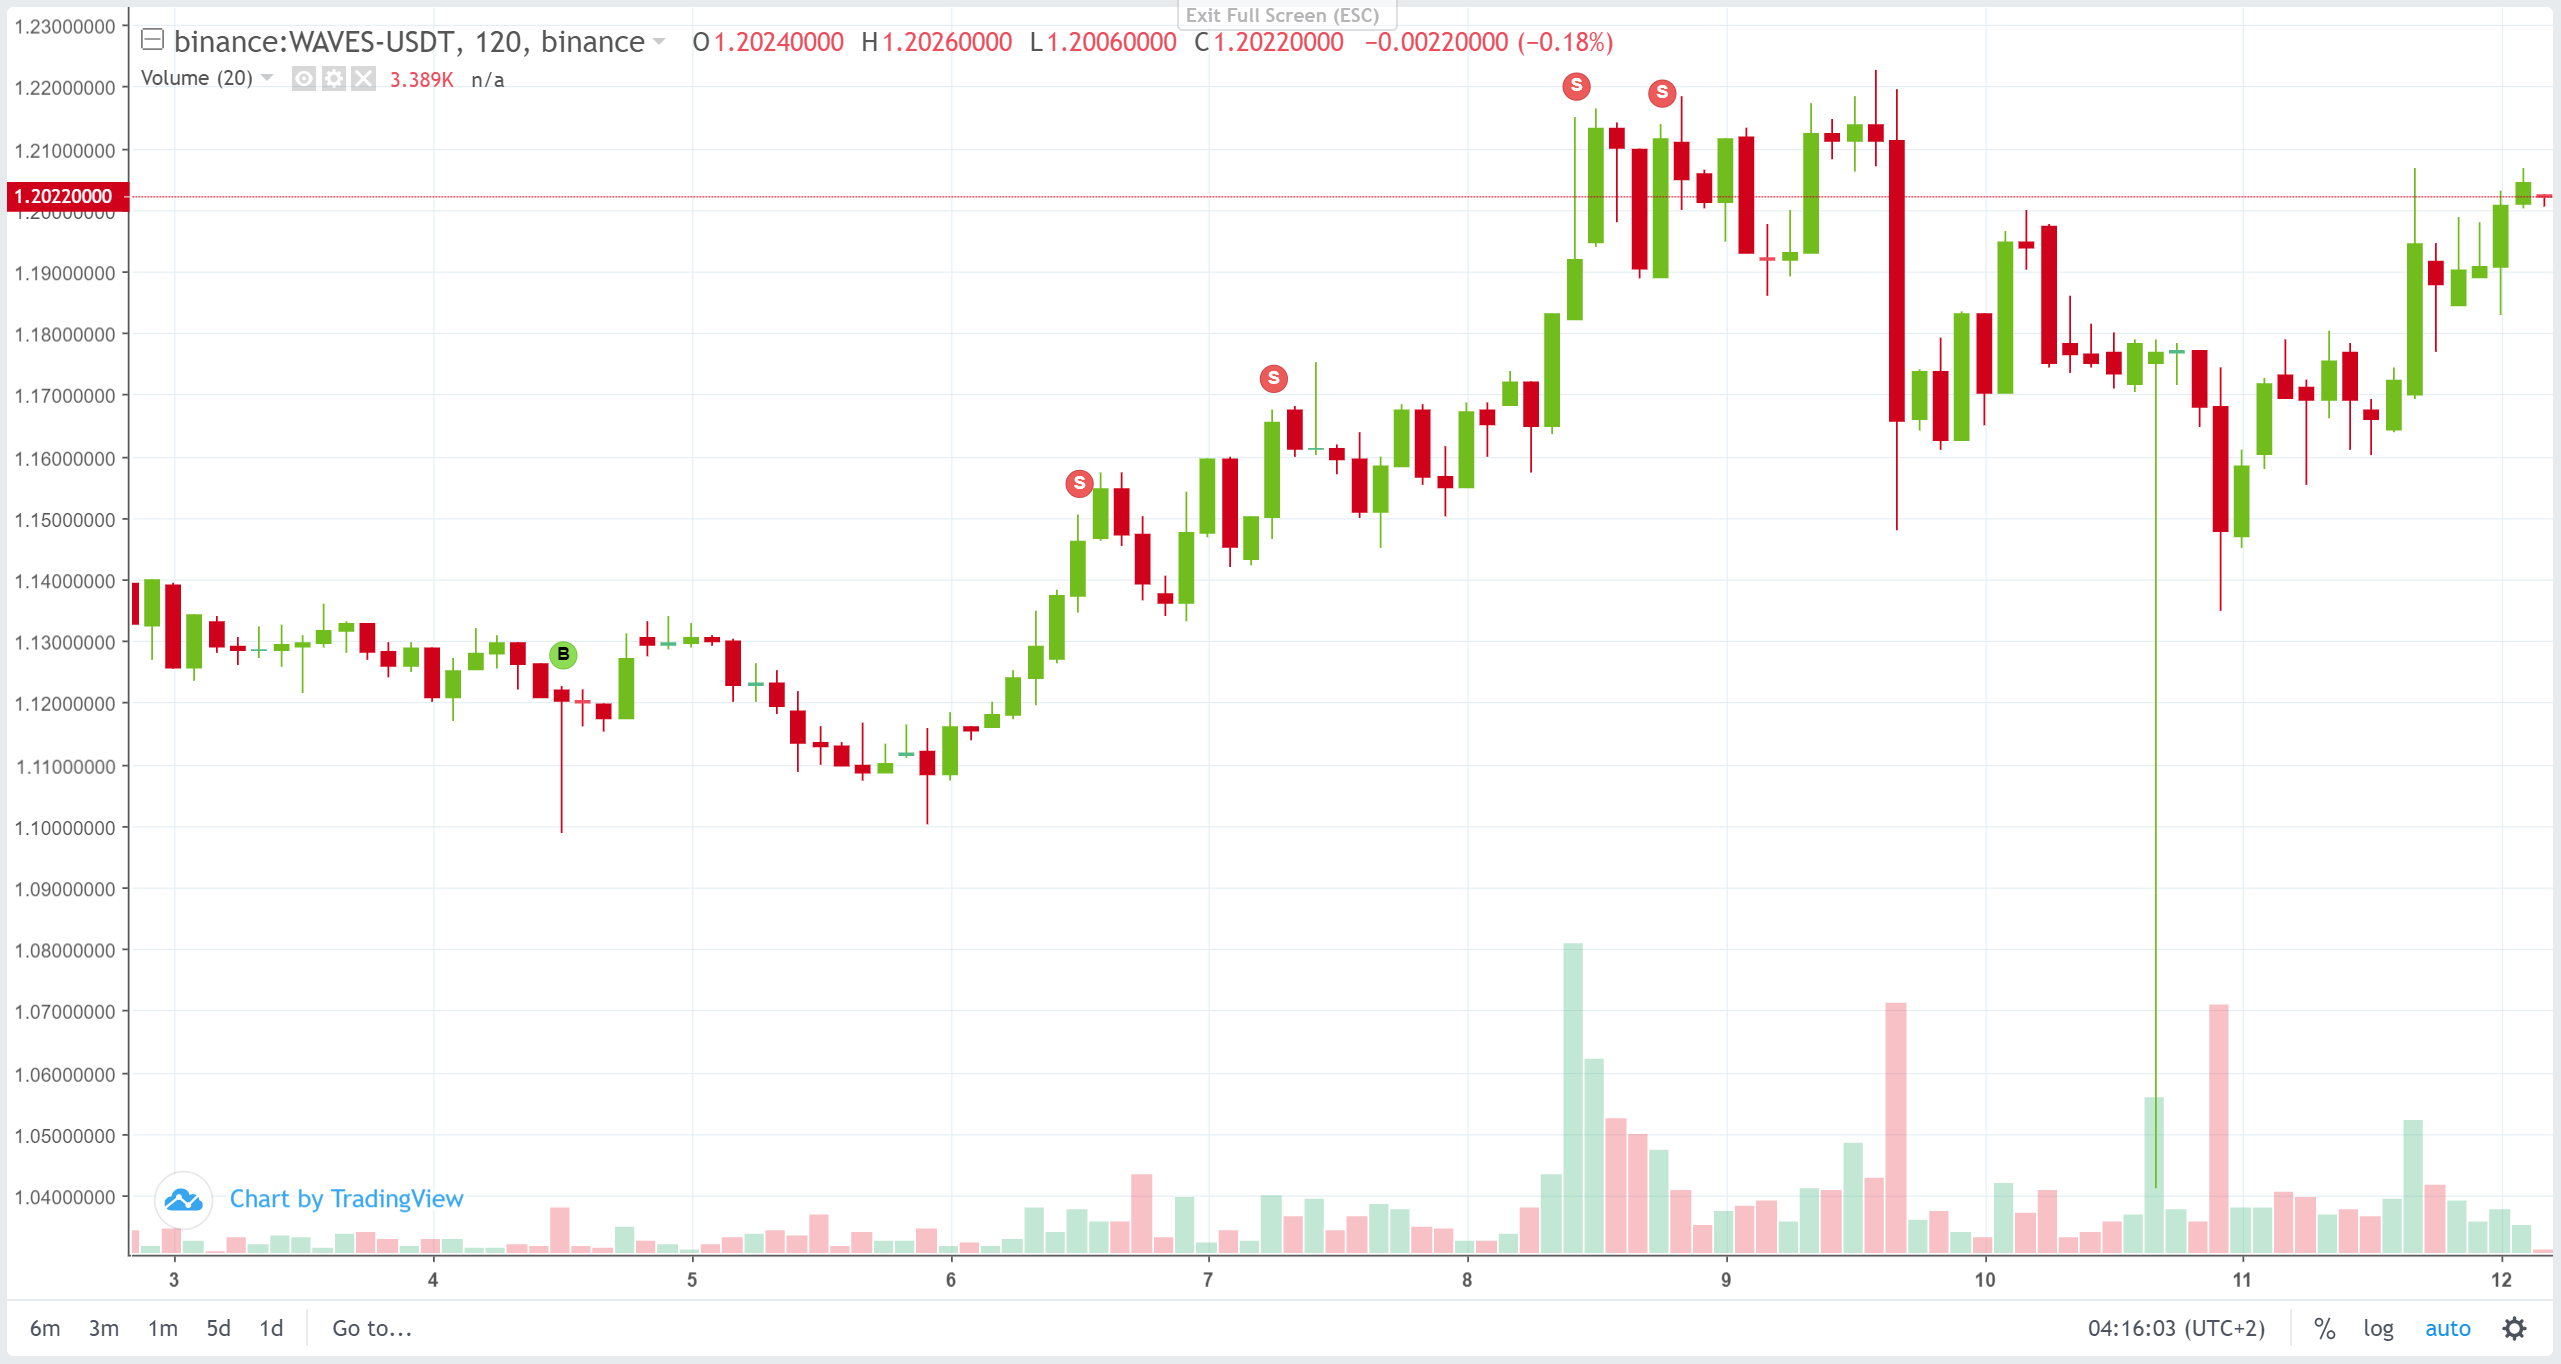 Exit Full Screen (ESC)
binance:WAVES-USDT, 120, binance O1.20240000 H1.20260000 L1.20060000 C1.20220000 −0.00220000 (−0.18%)
Volume (20) 3.389K n/a
1.23000000
1.22000000
1.21000000
1.20220000
1.20000000
1.19000000
1.18000000
1.17000000
1.16000000
1.15000000
1.14000000
1.13000000
1.12000000
1.11000000
1.10000000
1.09000000
1.08000000
1.07000000
1.06000000
1.05000000
1.04000000
S
S
S
S
B
Chart by TradingView
3 4 5 6 7 8 9 10 11 12
6m 3m 1m 5d 1d Go to... 04:16:03 (UTC+2) % log auto